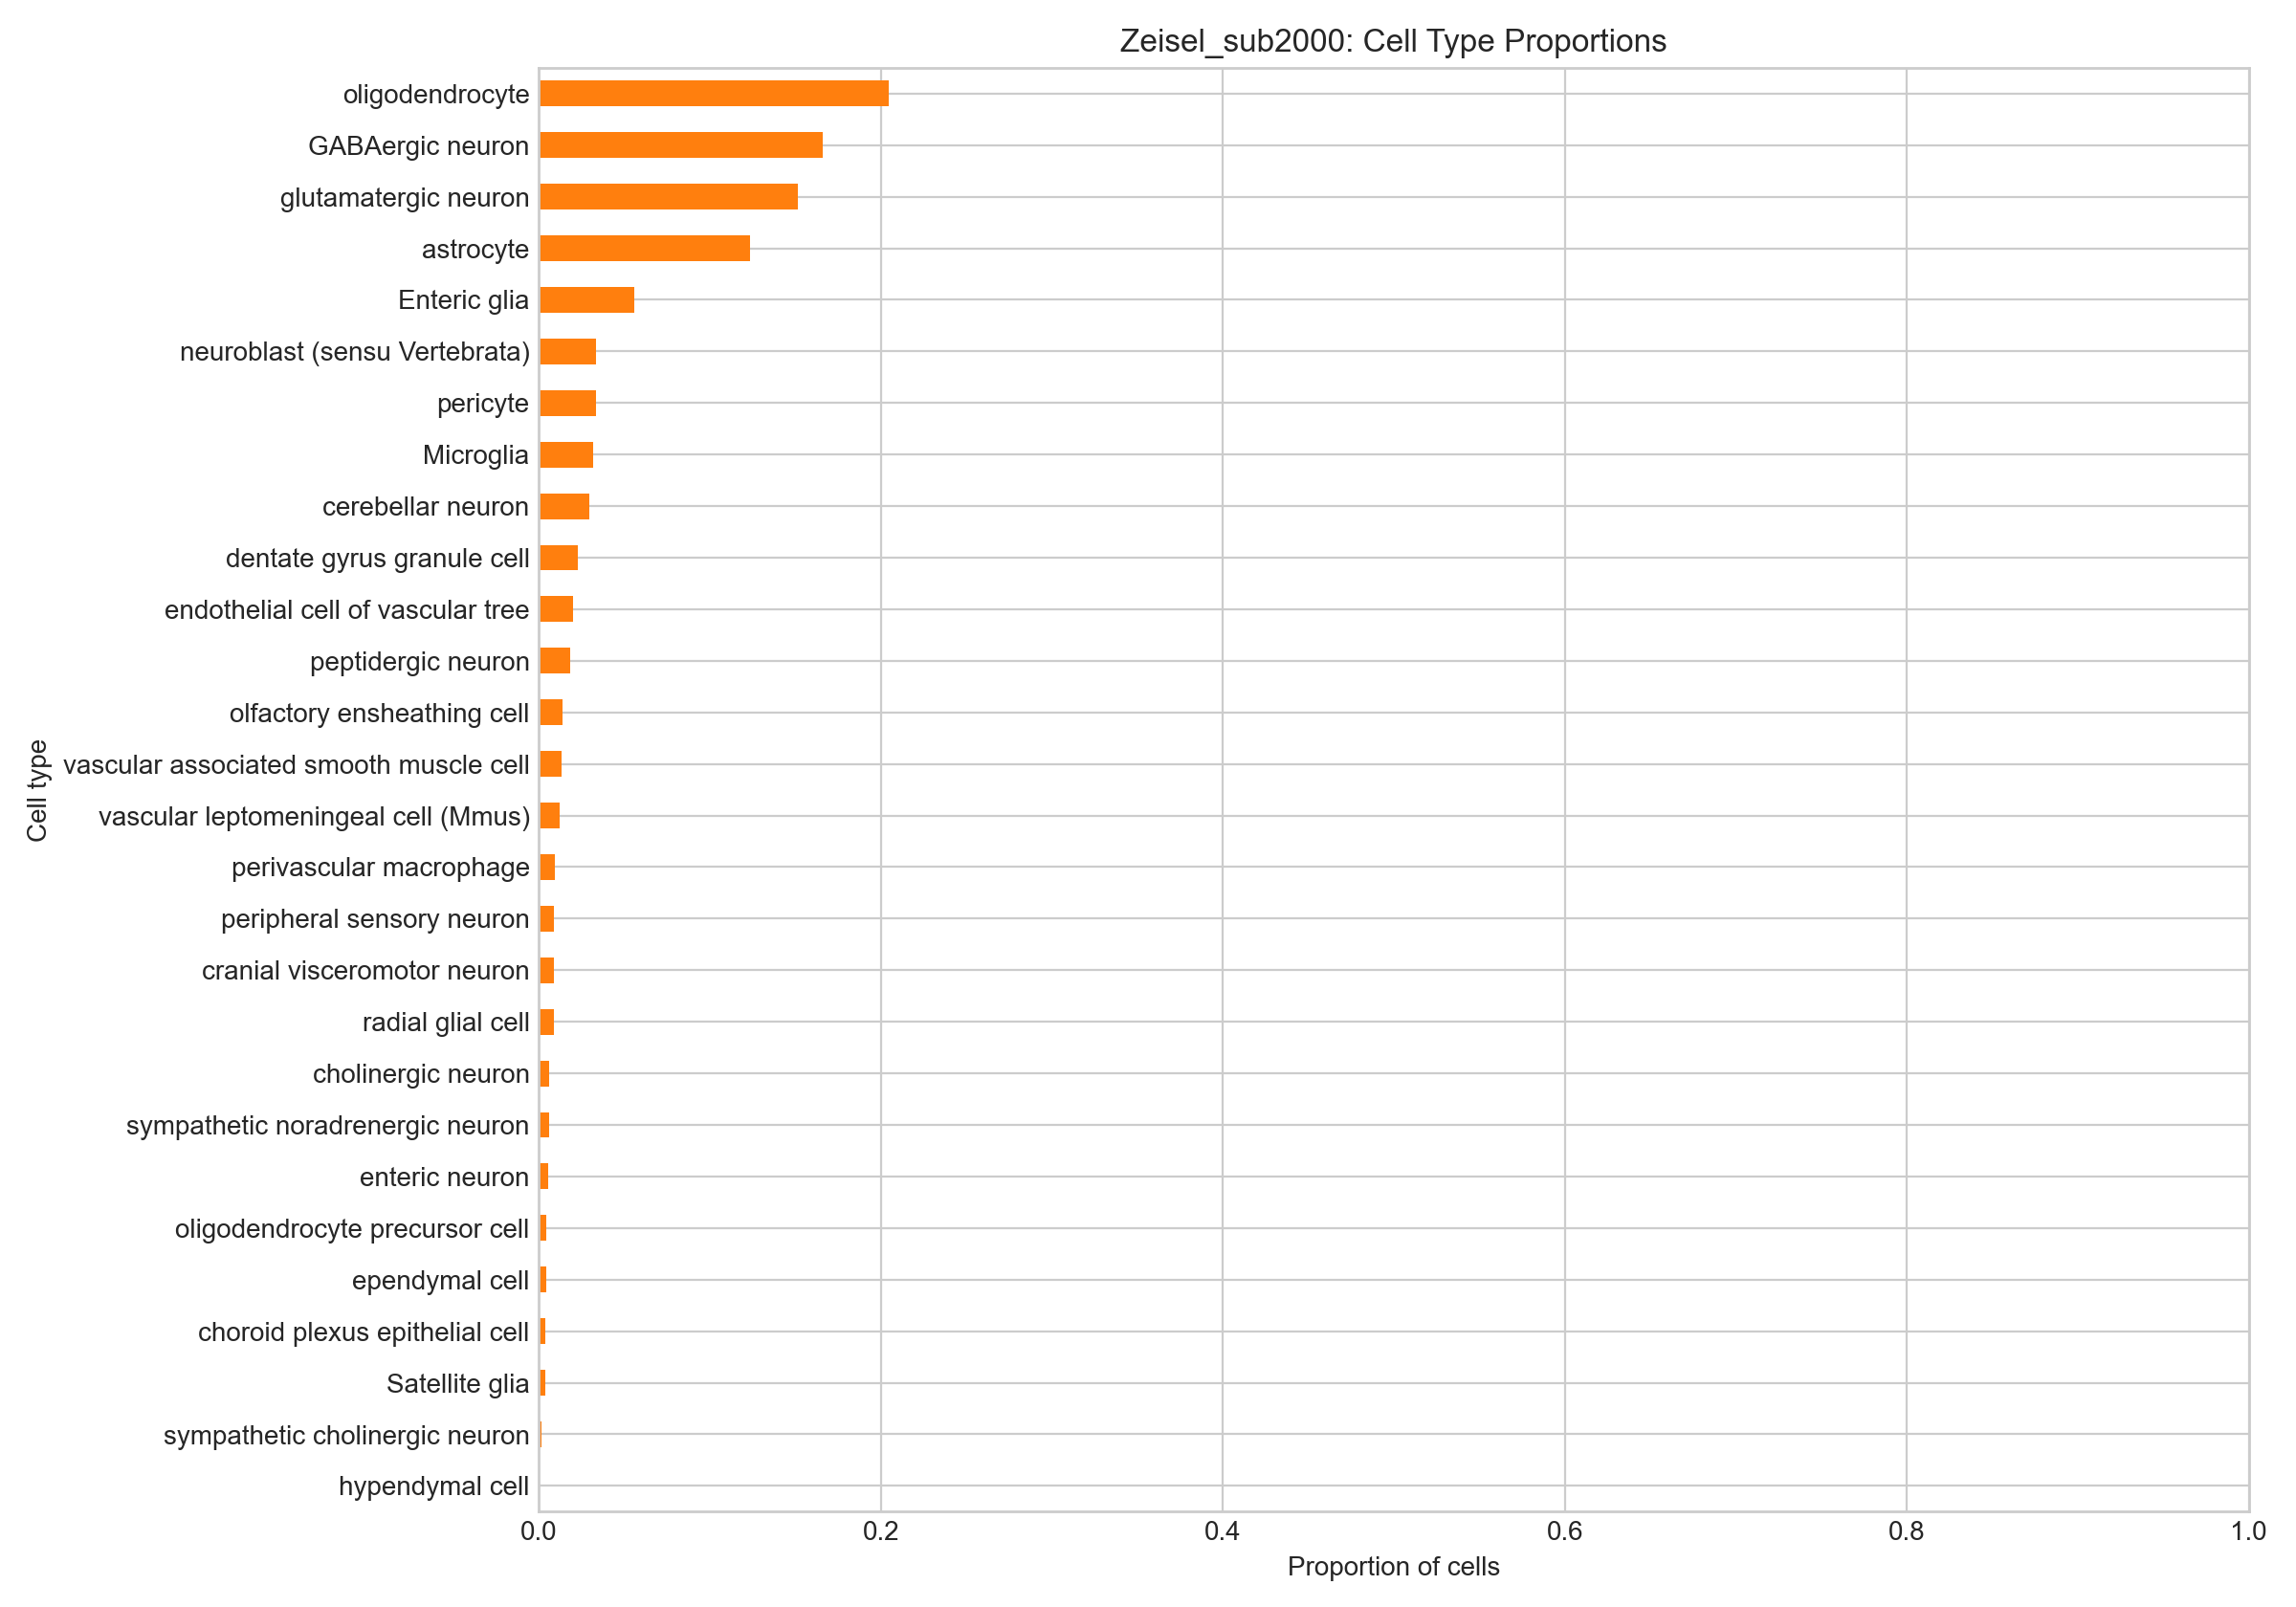 Zeisel_sub2000: Cell Type Proportions
oligodendrocyte
GABAergic neuron
glutamatergic neuron
astrocyte
Enteric glia
neuroblast (sensu Vertebrata)
pericyte
Microglia
cerebellar neuron
dentate gyrus granule cell
endothelial cell of vascular tree
peptidergic neuron
olfactory ensheathing cell
vascular associated smooth muscle cell
vascular leptomeningeal cell (Mmus)
perivascular macrophage
peripheral sensory neuron
cranial visceromotor neuron
radial glial cell
cholinergic neuron
sympathetic noradrenergic neuron
enteric neuron
oligodendrocyte precursor cell
ependymal cell
choroid plexus epithelial cell
Satellite glia
sympathetic cholinergic neuron
hypendymal cell
Cell type
0.0 0.2 0.4 0.6 0.8 1.0
Proportion of cells